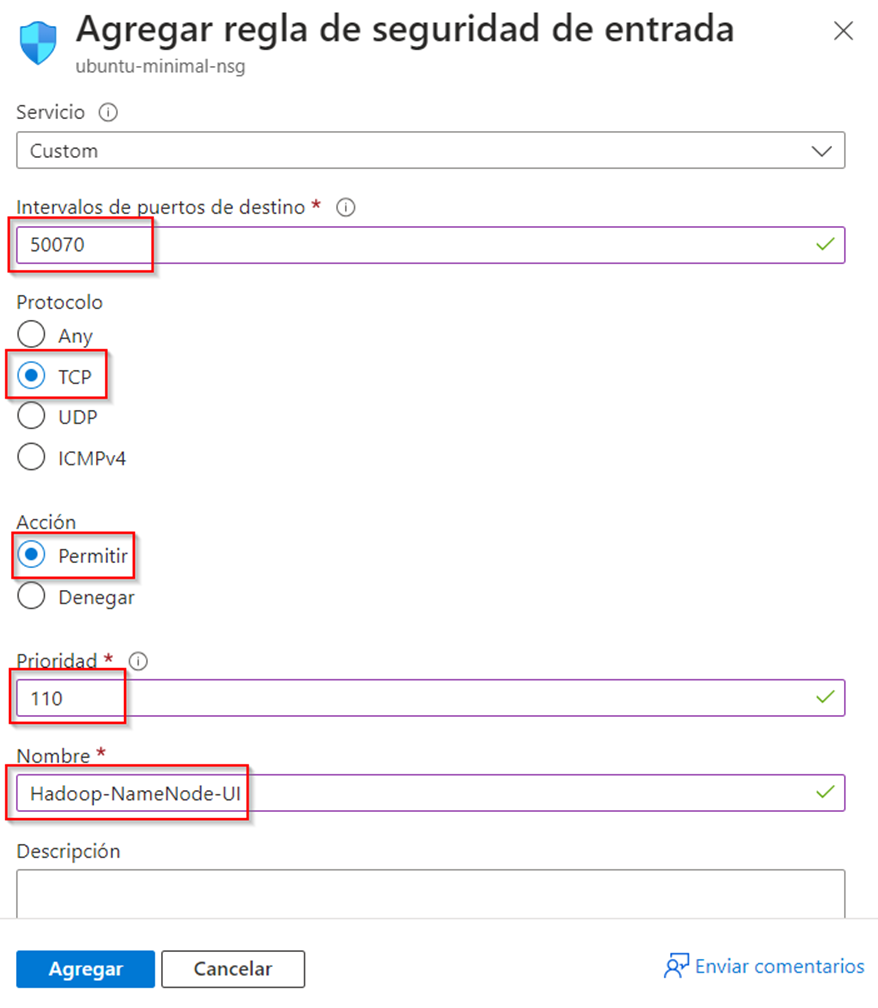 Agregar regla de seguridad de entrada
ubuntu-minimal-nsg
Servicio
Custom
Intervalos de puertos de destino *
50070
Protocolo
Any
TCP
UDP
ICMPv4
Acción
Permitir
Denegar
Prioridad *
110
Nombre *
Hadoop-NameNode-UI
Descripción
Agregar Cancelar Enviar comentarios